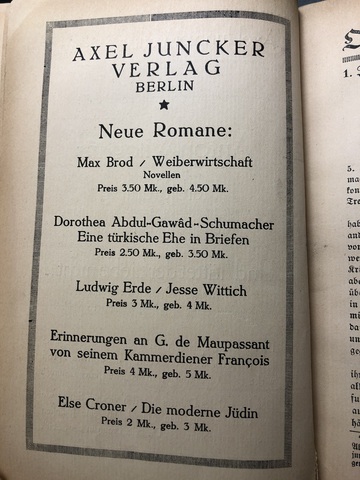 AXEL JUNCKER
VERLAG
BERLIN
Neue Romane:
Max Brod / Weiberwirtschaft
Novellen
Preis 3.50 Mk., geb. 4.50 Mk.
Dorothea Abdul-Gawâd-Schumacher
Eine türkische Ehe in Briefen
Preis 2.50 Mk., geb. 3.50 Mk.
Ludwig Erde / Jesse Wittich
Preis 3 Mk., geb. 4 Mk.
Erinnerungen an G. de Maupassant
von seinem Kammerdiener François
Preis 4 Mk., geb. 5 Mk.
Else Croner / Die moderne Jüdin
Preis 2 Mk., geb. 3 Mk.